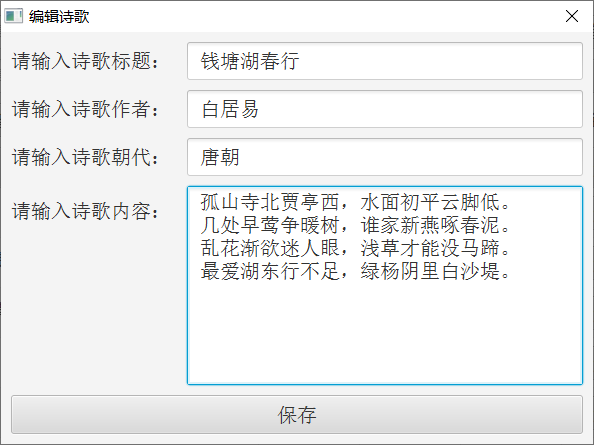 编辑诗歌
请输入诗歌标题： 钱塘湖春行
请输入诗歌作者： 白居易
请输入诗歌朝代： 唐朝
请输入诗歌内容： 孤山寺北贾亭西，水面初平云脚低。
几处早莺争暖树，谁家新燕啄春泥。
乱花渐欲迷人眼，浅草才能没马蹄。
最爱湖东行不足，绿杨阴里白沙堤。
保存